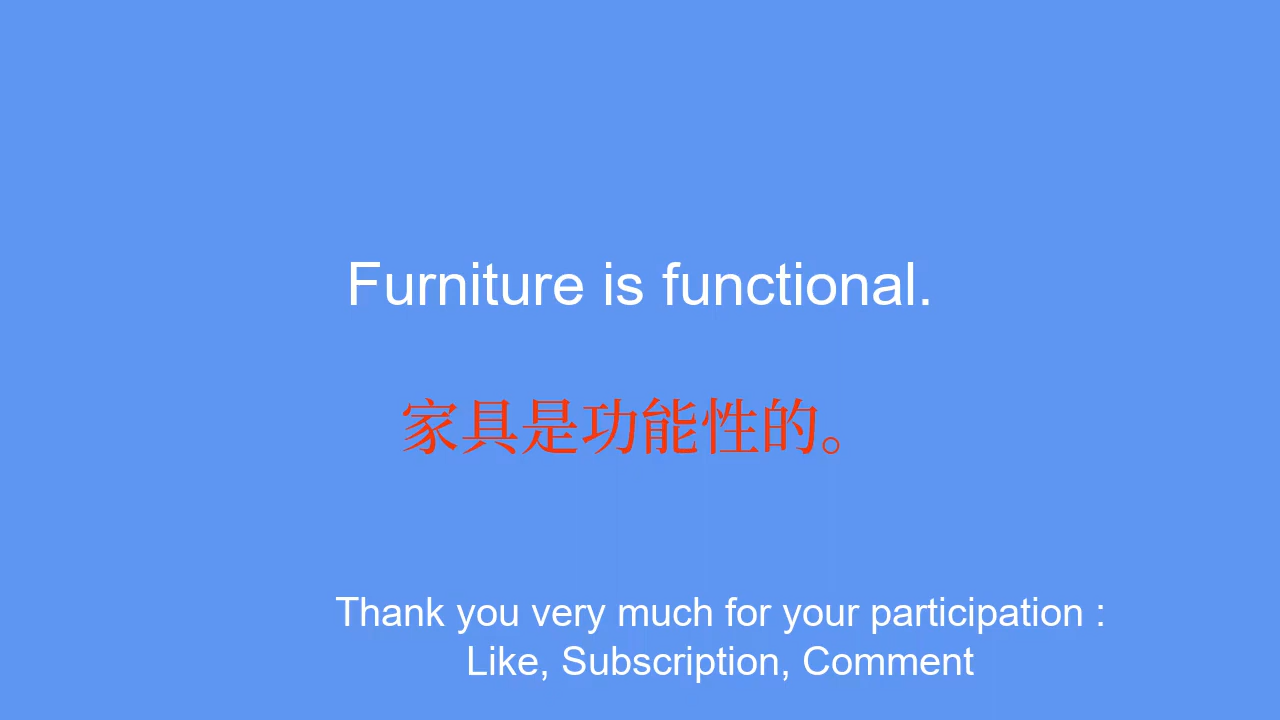 Furniture is functional.
家具是功能性的。
Thank you very much for your participation :
Like, Subscription, Comment